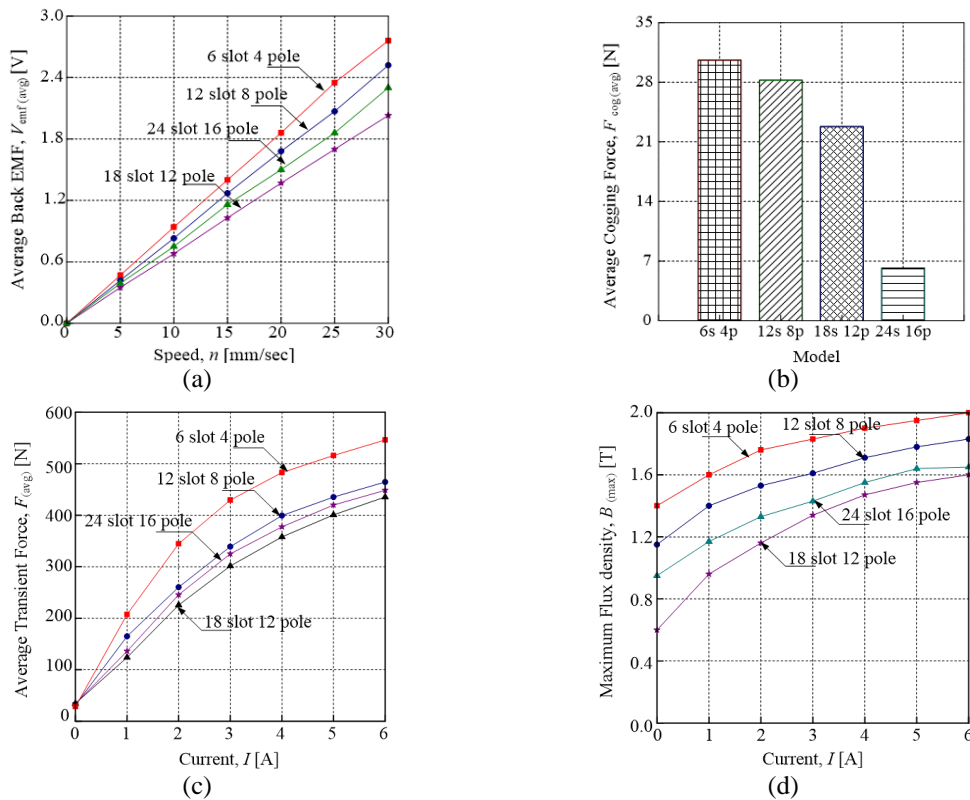 3.0
2.4
1.8
1.2
0.6
0.0
Average Back EMF, V emf (avg) [V]
6 slot 4 pole
12 slot 8 pole
24 slot 16 pole
18 slot 12 pole
0 5 10 15 20 25 30
Speed, n [mm/sec]
(a)
35
28
21
14
7
0
Average Cogging Force, F cog(avg) [N]
6s 4p 12s 8p 18s 12p 24s 16p
Model
(b)
600
500
400
300
200
100
0
Average Transient Force, F(avg) [N]
6 slot 4 pole
12 slot 8 pole
24 slot 16 pole
18 slot 12 pole
0 1 2 3 4 5 6
Current, I [A]
(c)
2.0
1.6
1.2
0.8
0.4
0.0
Maximum Flux density, B (max) [T]
6 slot 4 pole
12 slot 8 pole
24 slot 16 pole
18 slot 12 pole
0 1 2 3 4 5 6
Current, I [A]
(d)